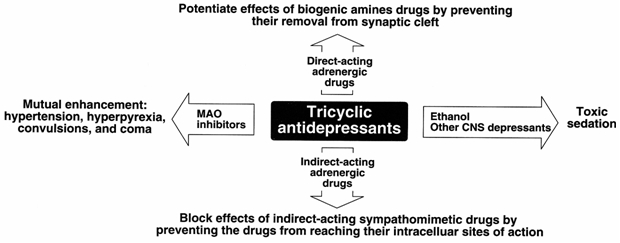 Potentiate effects of biogenic amines drugs by preventing
their removal from synaptic cleft
Direct-acting
adrenergic
drugs
Mutual enhancement:
hypertension, hyperpyrexia,
convulsions, and coma
MAO
inhibitors
Tricyclic
antidepressants
Ethanol
Other CNS depressants
Toxic
sedation
Indirect-acting
adrenergic
drugs
Block effects of indirect-acting sympathomimetic drugs by
preventing the drugs from reaching their intracelluar sites of action